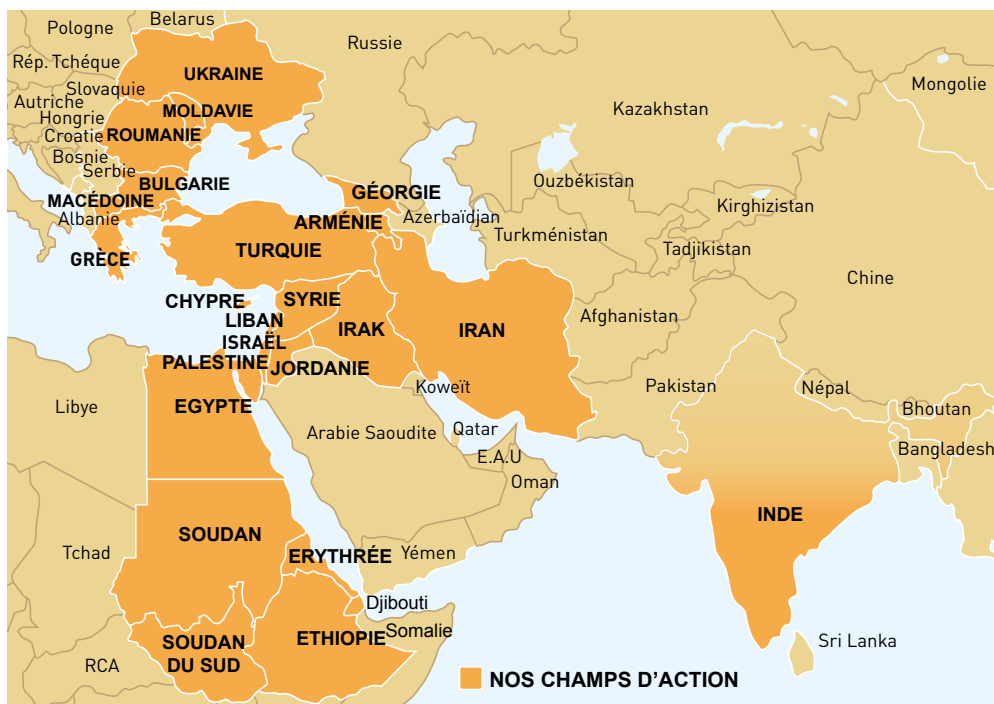 Belarus
Pologne
Russie
Rép. Tchéque
UKRAINE
Mongolie
Slovaquie
Autriche
MOLDAVIE
Kazakhstan
Hongrie
Croatie
ROUMANIE
Bosnie
Serbie
BULGARIE
Ouzbékistan
MACÉDOINE
GÉORGIE
Kirghizistan
Albanie
ARMÉNIE
Azerbaïdjan
Turkménistan
TURQUIE
Tadjikistan
GRÈCE
Chine
CHYPRE
SYRIE
LIBAN
IRAK
IRAN
Afghanistan
ISRAËL
PALESTINE
JORDANIE
Koweït
Pakistan
Népal
Libye
EGYPTE
Bhoutan
Arabie Saoudite
Qatar
E.A.U
Bangladesh
Oman
INDE
SOUDAN
Tchad
ERYTHRÉE
Yémen
Djibouti
Somalie
SOUDAN
DU SUD
ETHIOPIE
Sri Lanka
RCA
NOS CHAMPS D'ACTION